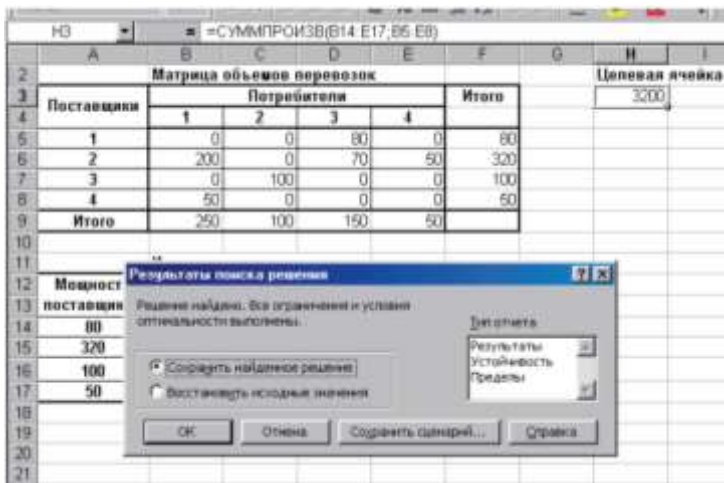 H3 = =СУММПРОИЗВ(B14:E17;B5:E8)
A B C D E F G H I
2 Матрица объемов перевозок Целевая ячейка
3 Поставщики Потребители Итого 3200
4 1 2 3 4
5 1 0 0 80 0 80
6 2 200 0 70 50 320
7 3 0 100 0 0 100
8 4 50 0 0 0 50
9 Итого 250 100 150 50
10
11
12 Мощност
13 поставщик
14 80
15 320
16 100
17 50
18
19
20
21
Результаты поиска решения
Решение найдено. Все ограничения и условия
оптимальности выполнены.
Тип отчета
Результаты
Устойчивость
Пределы
Сохранить найденное решение
Восстановить исходные значения
OK Отмена Сохранить сценарий... Справка